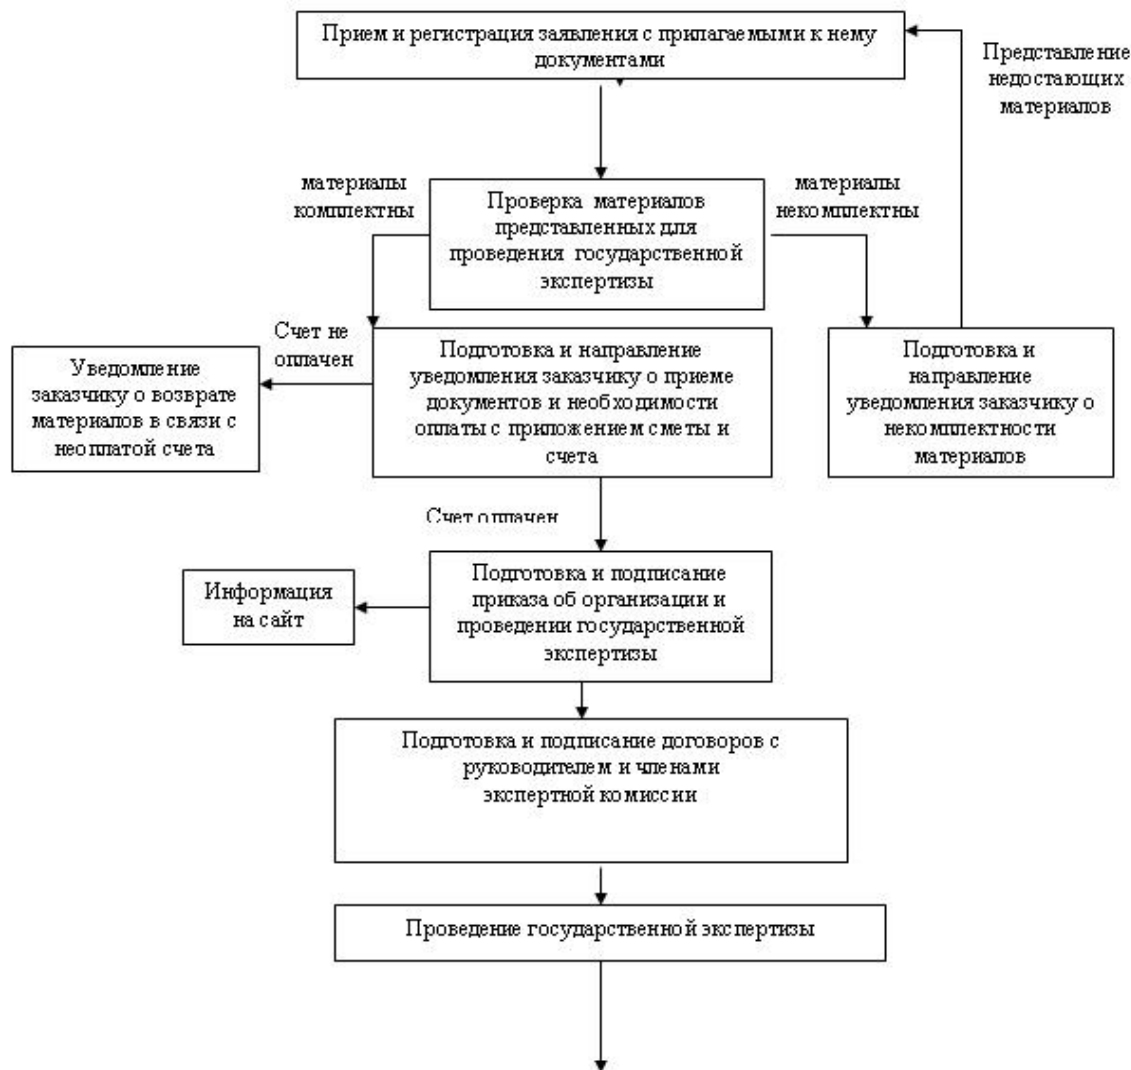 Прием и регистрация заявления с прилагаемыми к нему
документами
Представление
недостающих
материалов
материалы
комплектны
Проверка материалов
представленных для
проведения государственной
экспертизы
материалы
некомплектны
Счет не
оплачен
Уведомление
заказчику о возврате
материалов в связи с
неоплатой счета
Подготовка и направление
уведомления заказчику о приеме
документов и необходимости
оплаты с приложением сметы и
счета
Подготовка и
направление
уведомления заказчику о
некомплектности
материалов
Счет оплачен
Информация
на сайт
Подготовка и подписание
приказа об организации и
проведении государственной
экспертизы
Подготовка и подписание договоров с
руководителем и членами
экспертной комиссии
Проведение государственной экспертизы